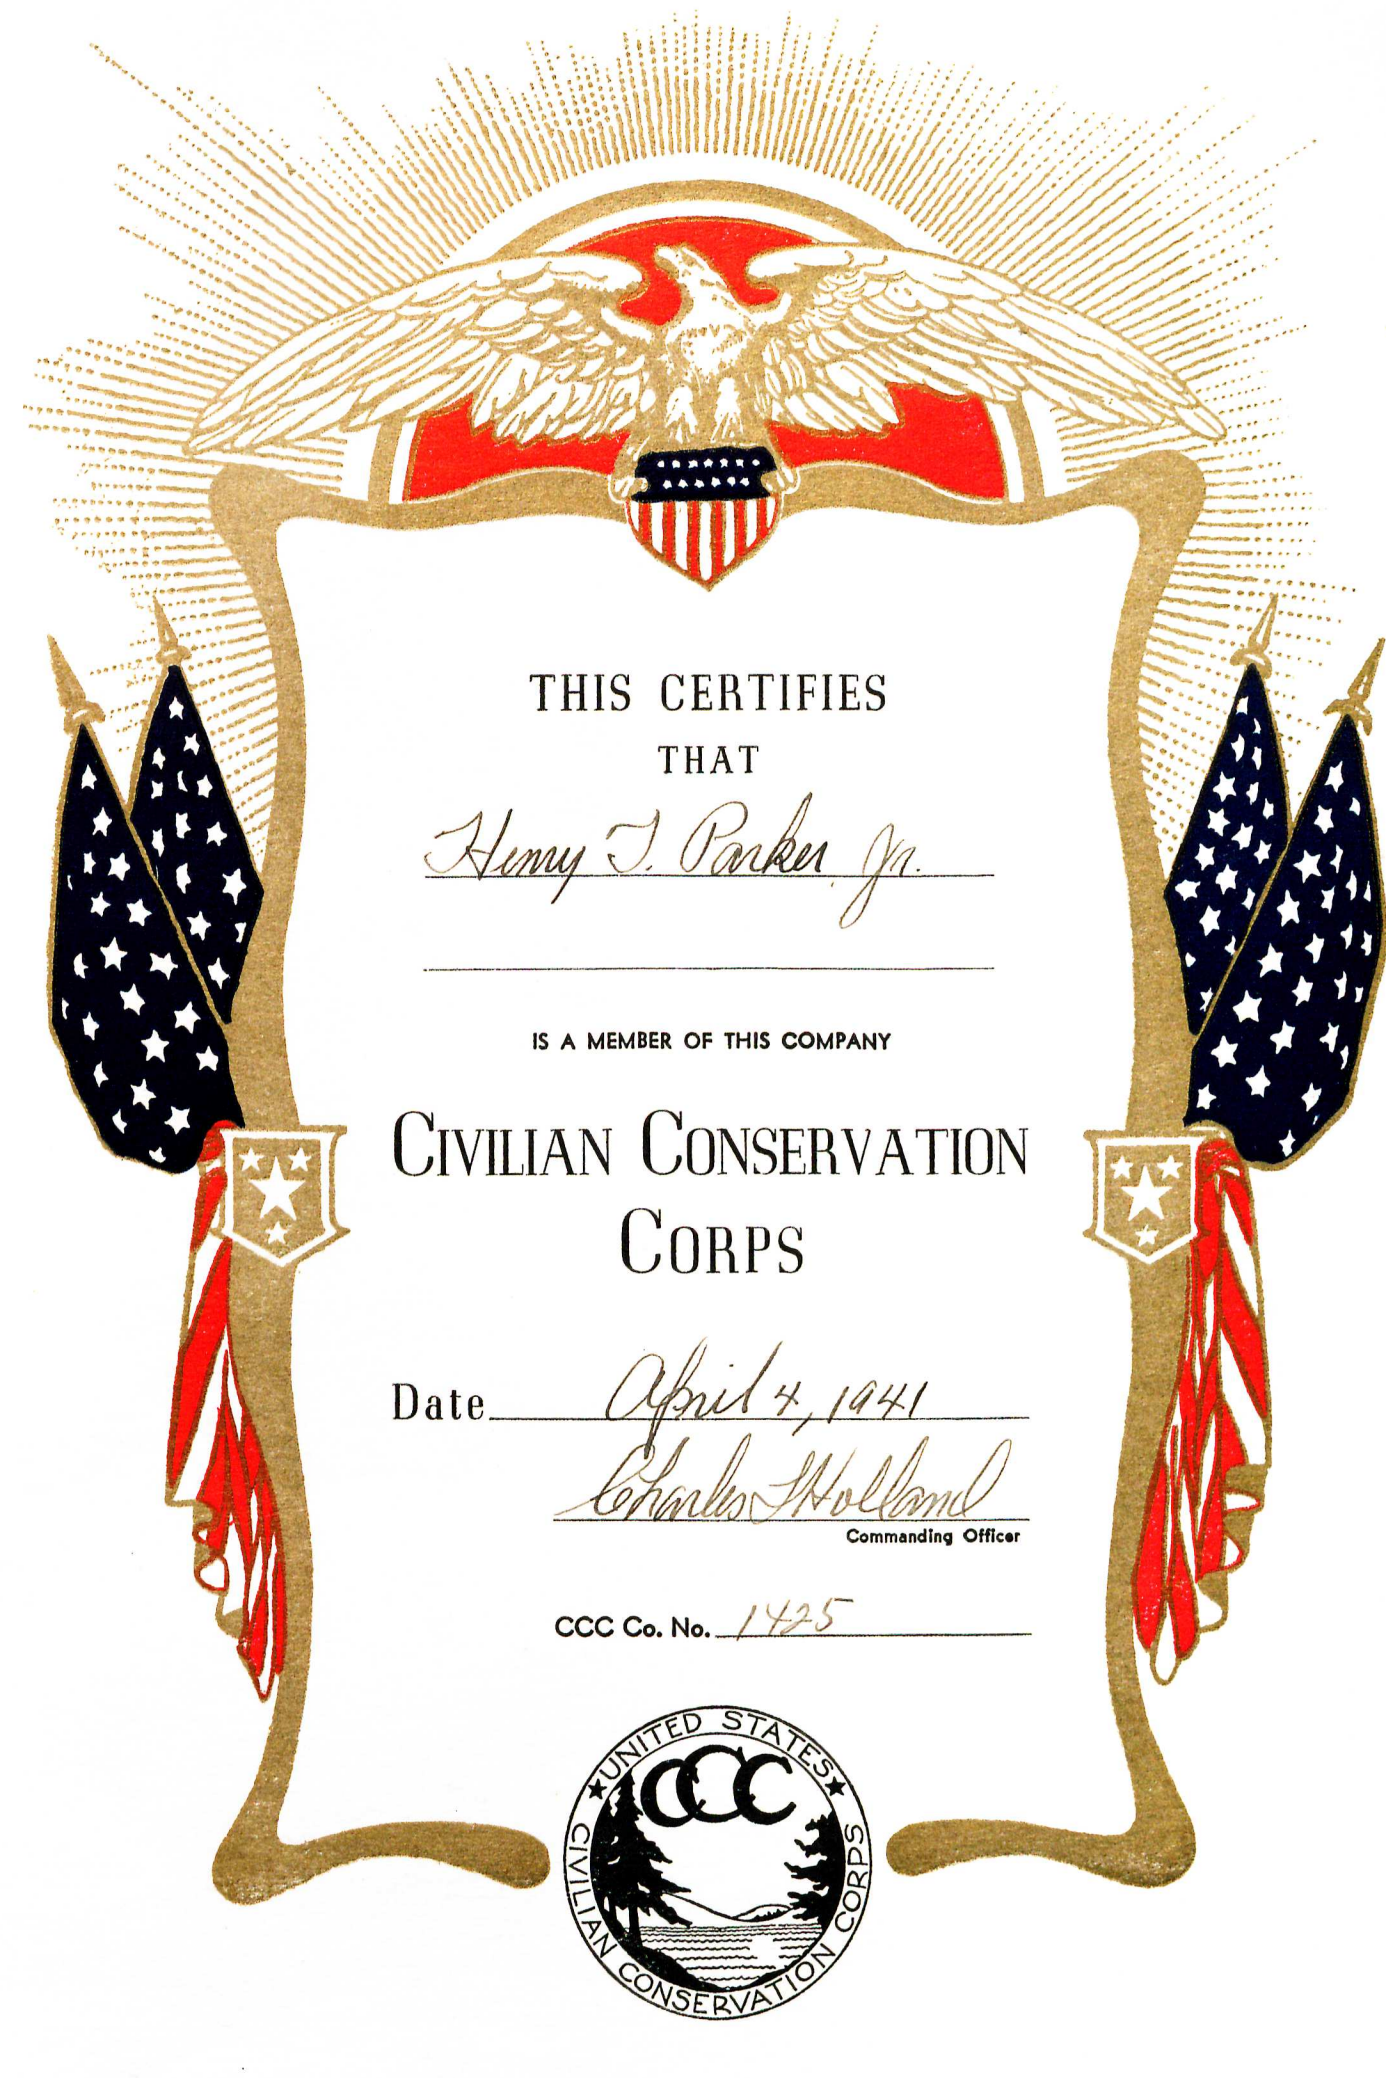 THIS CERTIFIES
THAT
Henry T. Parker, Jr.
IS A MEMBER OF THIS COMPANY
CIVILIAN CONSERVATION
CORPS
Date April 4, 1941
Charles L Holland
Commanding Officer
CCC Co. No. 1425
UNITED STATES
CCC
CIVILIAN CONSERVATION CORPS